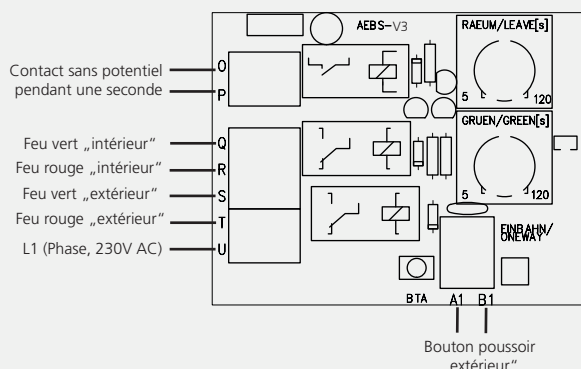 AEBS-V3
RAEUM/LEAVE[s]
5 120
GRUEN/GREEN[s]
5 120
Contact sans potentiel
pendant une seconde
O
P
Feu vert „intérieur“
Q
Feu rouge „intérieur“
R
Feu vert „extérieur“
S
Feu rouge „extérieur“
T
L1 (Phase, 230V AC)
U
EINBAHN/
ONEWAY
BTA A1 B1
Bouton poussoir
extérieur“